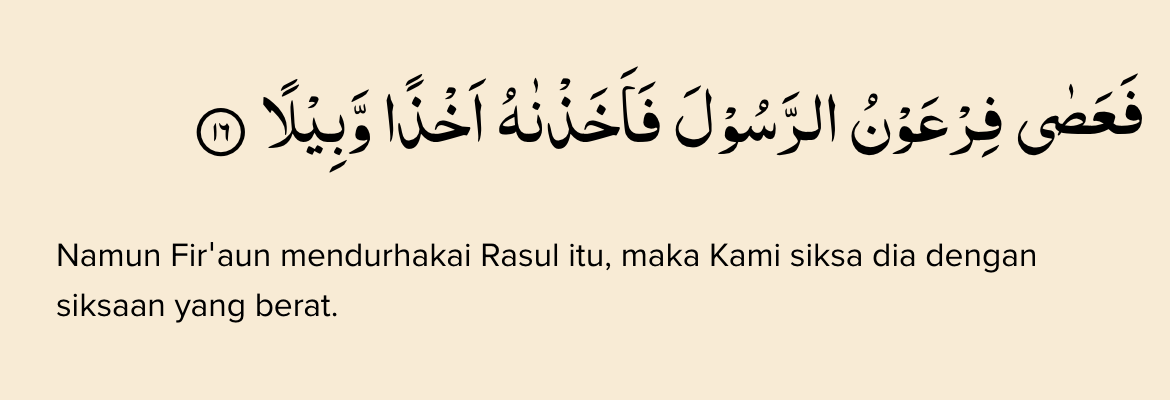 فَعَصٰى فِرْعَوْنُ الرَّسُوْلَ فَاَخَذْنٰهُ اَخْذًا وَّبِيْلًا ١٦
Namun Fir'aun mendurhakai Rasul itu, maka Kami siksa dia dengan
siksaan yang berat.